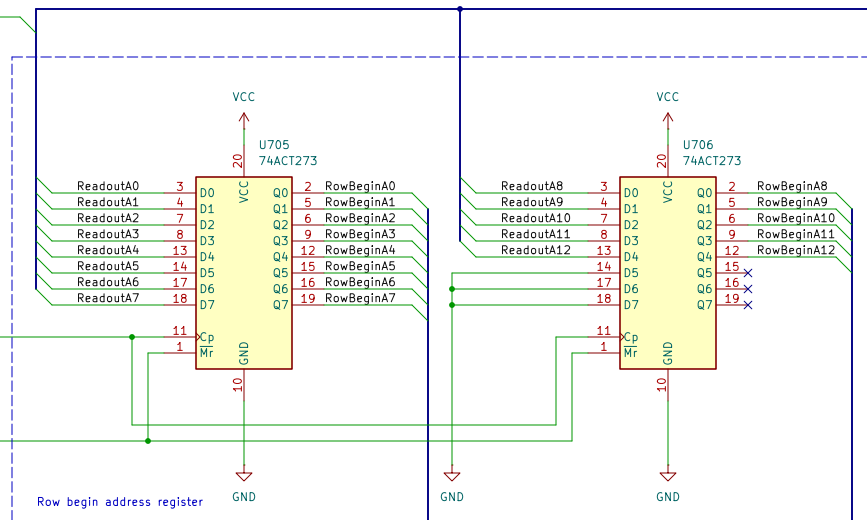 VCC
U705
74ACT273
20
VCC
ReadoutA0 3 D0 Q0 2 RowBeginA0
ReadoutA1 4 D1 Q1 5 RowBeginA1
ReadoutA2 7 D2 Q2 6 RowBeginA2
ReadoutA3 8 D3 Q3 9 RowBeginA3
ReadoutA4 13 D4 Q4 12 RowBeginA4
ReadoutA5 14 D5 Q5 15 RowBeginA5
ReadoutA6 17 D6 Q6 16 RowBeginA6
ReadoutA7 18 D7 Q7 19 RowBeginA7
11 Cp
1 Mr
GND
10
GND
VCC
U706
74ACT273
20
VCC
ReadoutA8 3 D0 Q0 2 RowBeginA8
ReadoutA9 4 D1 Q1 5 RowBeginA9
ReadoutA10 7 D2 Q2 6 RowBeginA10
ReadoutA11 8 D3 Q3 9 RowBeginA11
ReadoutA12 13 D4 Q4 12 RowBeginA12
14 D5 Q5 15
17 D6 Q6 16
18 D7 Q7 19
11 Cp
1 Mr
GND
10
GND
GND
Row begin address register